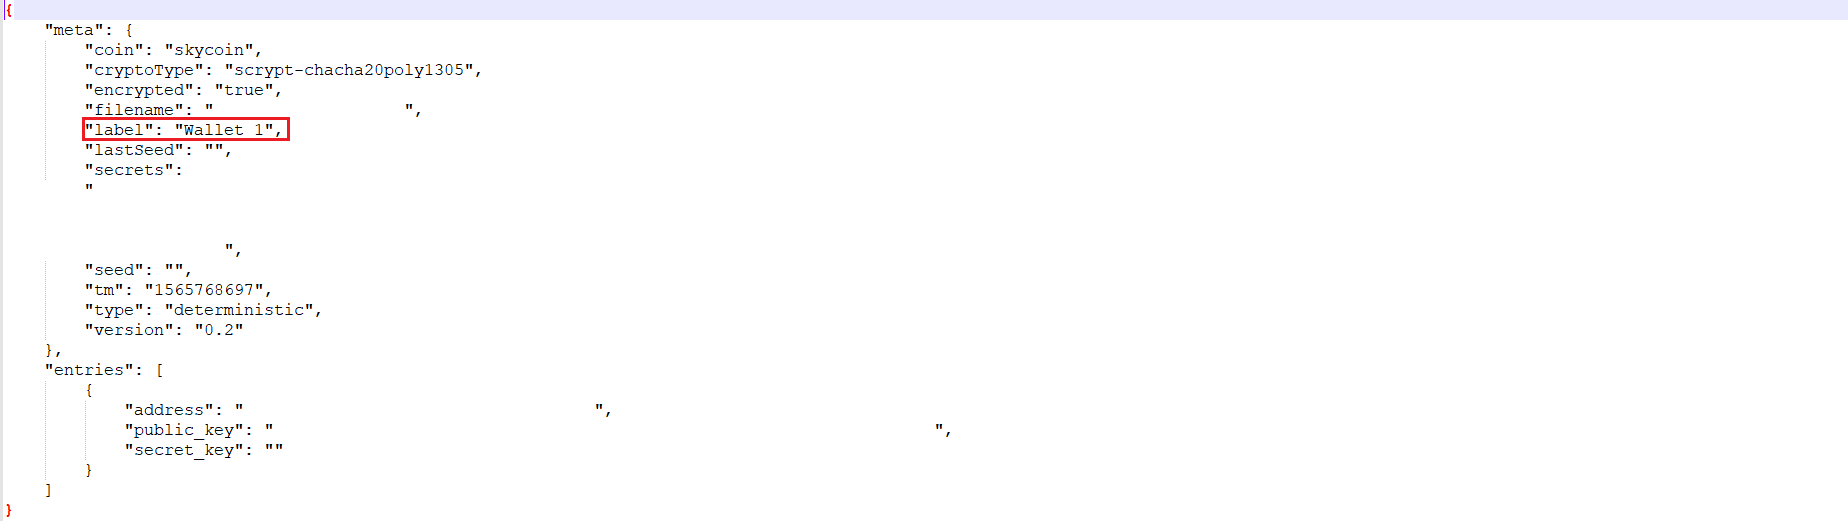 {
"meta": {
"coin": "skycoin",
"cryptoType": "scrypt-chacha20poly1305",
"encrypted": "true",
"filename": " ",
"label": "Wallet 1",
"lastSeed": "",
"secrets":
"
",
"seed": "",
"tm": "1565768697",
"type": "deterministic",
"version": "0.2"
},
"entries": [
{
"address": " ",
"public_key": " ",
"secret_key": ""
}
]
}